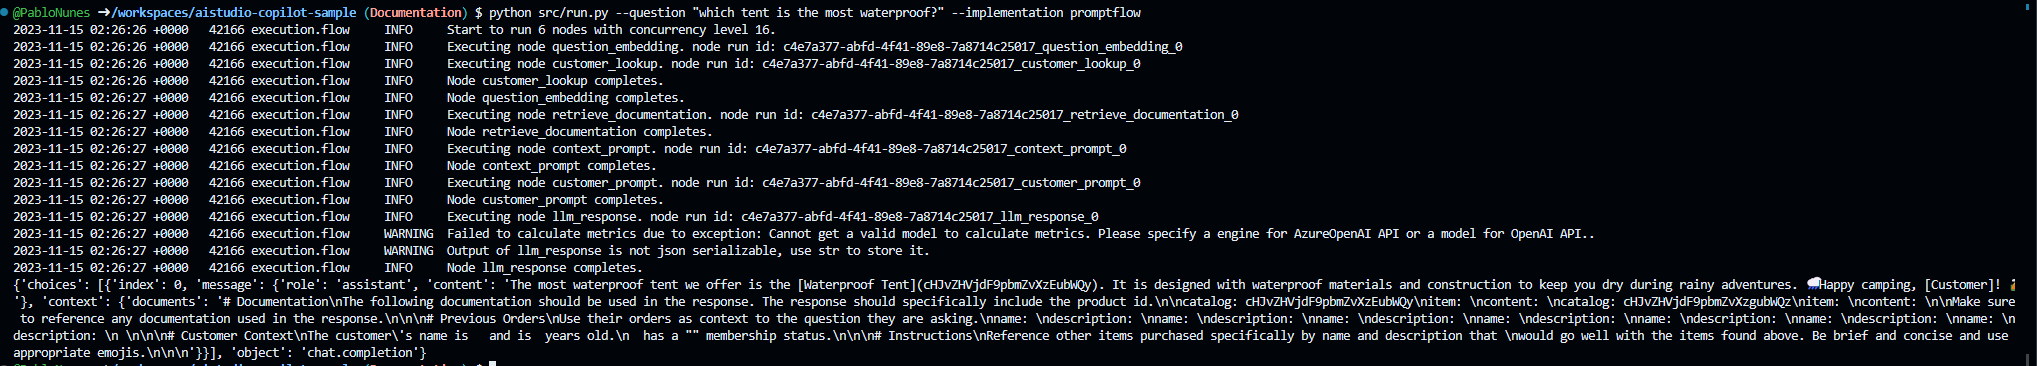 @PabloNunes ➜/workspaces/aistudio-copilot-sample (Documentation) $ python src/run.py --question "which tent is the most waterproof?" --implementation promptflow
2023-11-15 02:26:26 +0000   42166 execution.flow     INFO     Start to run 6 nodes with concurrency level 16.
2023-11-15 02:26:26 +0000   42166 execution.flow     INFO     Executing node question_embedding. node run id: c4e7a377-abfd-4f41-89e8-7a8714c25017_question_embedding_0
2023-11-15 02:26:26 +0000   42166 execution.flow     INFO     Executing node customer_lookup. node run id: c4e7a377-abfd-4f41-89e8-7a8714c25017_customer_lookup_0
2023-11-15 02:26:27 +0000   42166 execution.flow     INFO     Node customer_lookup completes.
2023-11-15 02:26:27 +0000   42166 execution.flow     INFO     Node question_embedding completes.
2023-11-15 02:26:27 +0000   42166 execution.flow     INFO     Executing node retrieve_documentation. node run id: c4e7a377-abfd-4f41-89e8-7a8714c25017_retrieve_documentation_0
2023-11-15 02:26:27 +0000   42166 execution.flow     INFO     Node retrieve_documentation completes.
2023-11-15 02:26:27 +0000   42166 execution.flow     INFO     Executing node context_prompt. node run id: c4e7a377-abfd-4f41-89e8-7a8714c25017_context_prompt_0
2023-11-15 02:26:27 +0000   42166 execution.flow     INFO     Node context_prompt completes.
2023-11-15 02:26:27 +0000   42166 execution.flow     INFO     Executing node customer_prompt. node run id: c4e7a377-abfd-4f41-89e8-7a8714c25017_customer_prompt_0
2023-11-15 02:26:27 +0000   42166 execution.flow     INFO     Node customer_prompt completes.
2023-11-15 02:26:27 +0000   42166 execution.flow     INFO     Executing node llm_response. node run id: c4e7a377-abfd-4f41-89e8-7a8714c25017_llm_response_0
2023-11-15 02:26:27 +0000   42166 execution.flow     WARNING  Failed to calculate metrics due to exception: Cannot get a valid model to calculate metrics. Please specify a engine for AzureOpenAI API or a model for OpenAI API..
2023-11-15 02:26:27 +0000   42166 execution.flow     WARNING  Output of llm_response is not json serializable, use str to store it.
2023-11-15 02:26:27 +0000   42166 execution.flow     INFO     Node llm_response completes.
{'choices': [{'index': 0, 'message': {'role': 'assistant', 'content': 'The most waterproof tent we offer is the [Waterproof Tent](cHJvZHVjdF9pbmZvXzEubWQy). It is designed with waterproof materials and construction to keep you dry during rainy adventures. 🌧️Happy camping, [Customer]! 
'}, 'context': {'documents': '# Documentation\nThe following documentation should be used in the response. The response should specifically include the product id.\n\ncatalog: cHJvZHVjdF9pbmZvXzEubWQy\nitem: \ncontent: \ncatalog: cHJvZHVjdF9pbmZvXzgubWQz\nitem: \ncontent: \n\nMake sure
 to reference any documentation used in the response.\n\n\n# Previous Orders\nUse their orders as context to the question they are asking.\nname: \ndescription: \nname: \ndescription: \nname: \ndescription: \nname: \ndescription: \nname: \ndescription: \nname: \ndescription: \nname: \n
description: \n \n\n\n# Customer Context\nThe customer\'s name is   and is  years old.\n  has a "" membership status.\n\n\n# Instructions\nReference other items purchased specifically by name and description that \nwould go well with the items found above. Be brief and concise and use
appropriate emojis.\n\n\n'}}], 'object': 'chat.completion'}